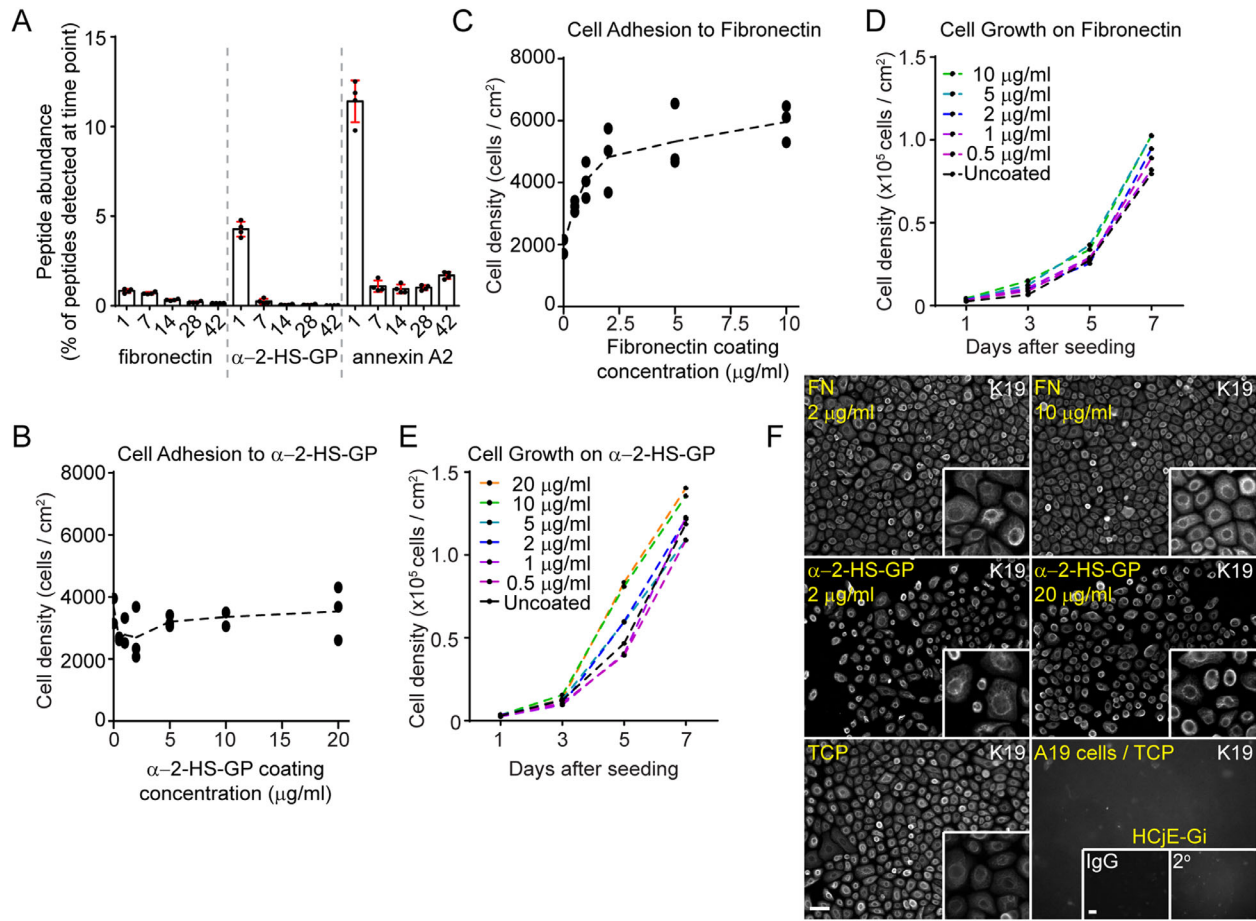 A
Peptide abundance
(% of peptides detected at time point)
15
10
5
0
1 7 14 28 42 1 7 14 28 42 1 7 14 28 42
fibronectin α−2-HS-GP annexin A2
C
Cell Adhesion to Fibronectin
Cell density (cells / cm²)
8000
6000
4000
2000
0
0 5 10
Fibronectin coating
concentration (μg/ml)
D
Cell Growth on Fibronectin
Cell density (x10⁵ cells / cm²)
1.5
1.0
0.5
0
10 μg/ml
5 μg/ml
2 μg/ml
1 μg/ml
0.5 μg/ml
Uncoated
1 3 5 7
Days after seeding
B
Cell Adhesion to α−2-HS-GP
Cell density (cells / cm²)
8000
6000
4000
2000
0
0 5 10 15 20
α−2-HS-GP coating
concentration (μg/ml)
E
Cell Growth on α−2-HS-GP
Cell density (x10⁵ cells / cm²)
1.5
1.0
0.5
0
20 μg/ml
10 μg/ml
5 μg/ml
2 μg/ml
1 μg/ml
0.5 μg/ml
Uncoated
1 3 5 7
Days after seeding
F
FN K19
2 μg/ml
FN K19
10 μg/ml
α−2-HS-GP K19
2 μg/ml
α−2-HS-GP K19
20 μg/ml
TCP K19
A19 cells / TCP K19
HCjE-Gi
IgG 2°